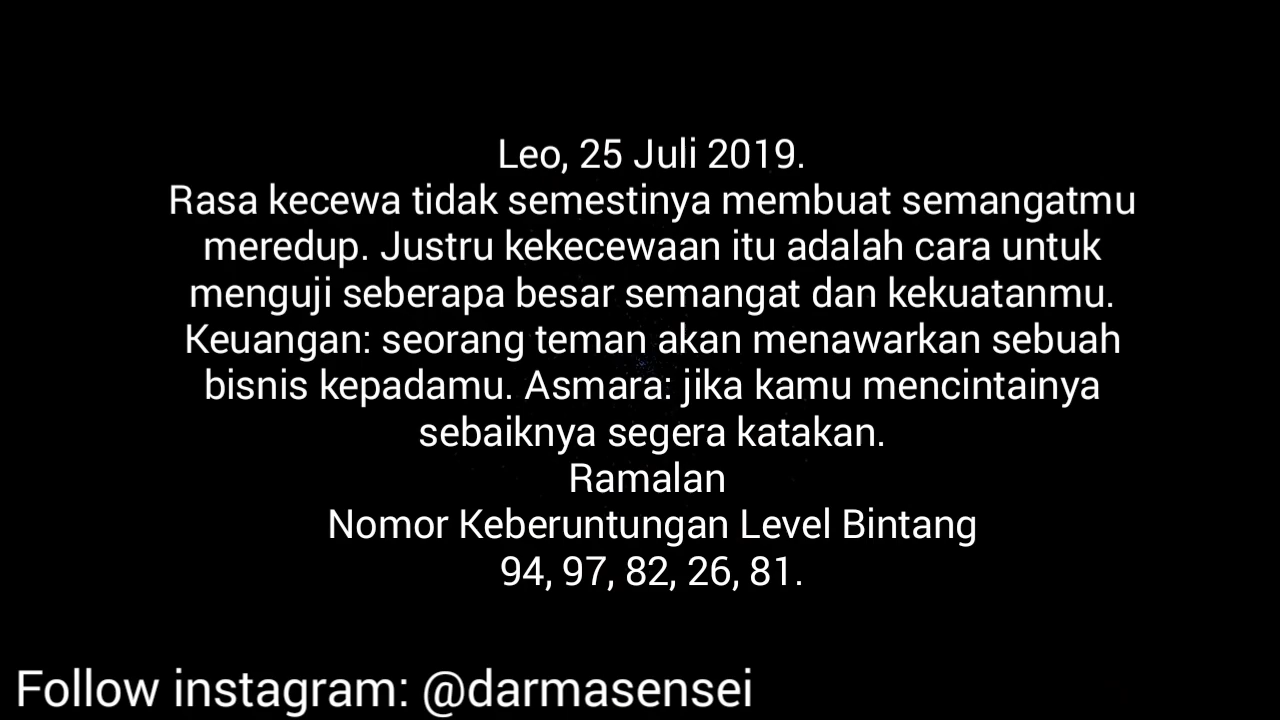 Leo, 25 Juli 2019.
Rasa kecewa tidak semestinya membuat semangatmu
meredup. Justru kekecewaan itu adalah cara untuk
menguji seberapa besar semangat dan kekuatanmu.
Keuangan: seorang teman akan menawarkan sebuah
bisnis kepadamu. Asmara: jika kamu mencintainya
sebaiknya segera katakan.
Ramalan
Nomor Keberuntungan Level Bintang
94, 97, 82, 26, 81.
Follow instagram: @darmasensei